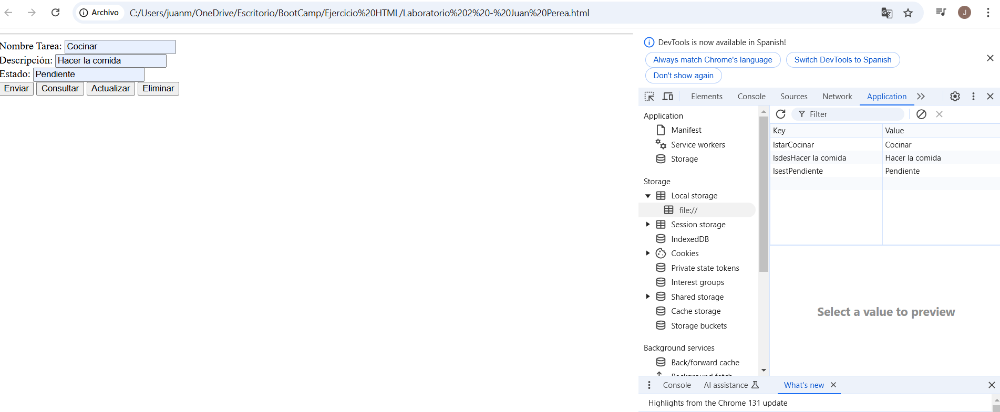 Archivo C:/Users/juanm/OneDrive/Escritorio/BootCamp/Ejercicio%20HTML/Laboratorio%202%20-%20Juan%20Perea.html J
Nombre Tarea: Cocinar
Descripción: Hacer la comida
Estado: Pendiente
Enviar Consultar Actualizar Eliminar
DevTools is now available in Spanish!
Always match Chrome's language Switch DevTools to Spanish
Don't show again
Elements Console Sources Network Application
Application
Manifest
Service workers
Storage
Storage
Local storage
file://
Session storage
IndexedDB
Cookies
Private state tokens
Interest groups
Shared storage
Cache storage
Storage buckets
Background services
Back/forward cache
Background fetch
Filter
Key Value
lstarCocinar Cocinar
lsdesHacer la comida Hacer la comida
lsestPendiente Pendiente
Select a value to preview
Console AI assistance What's new
Highlights from the Chrome 131 update